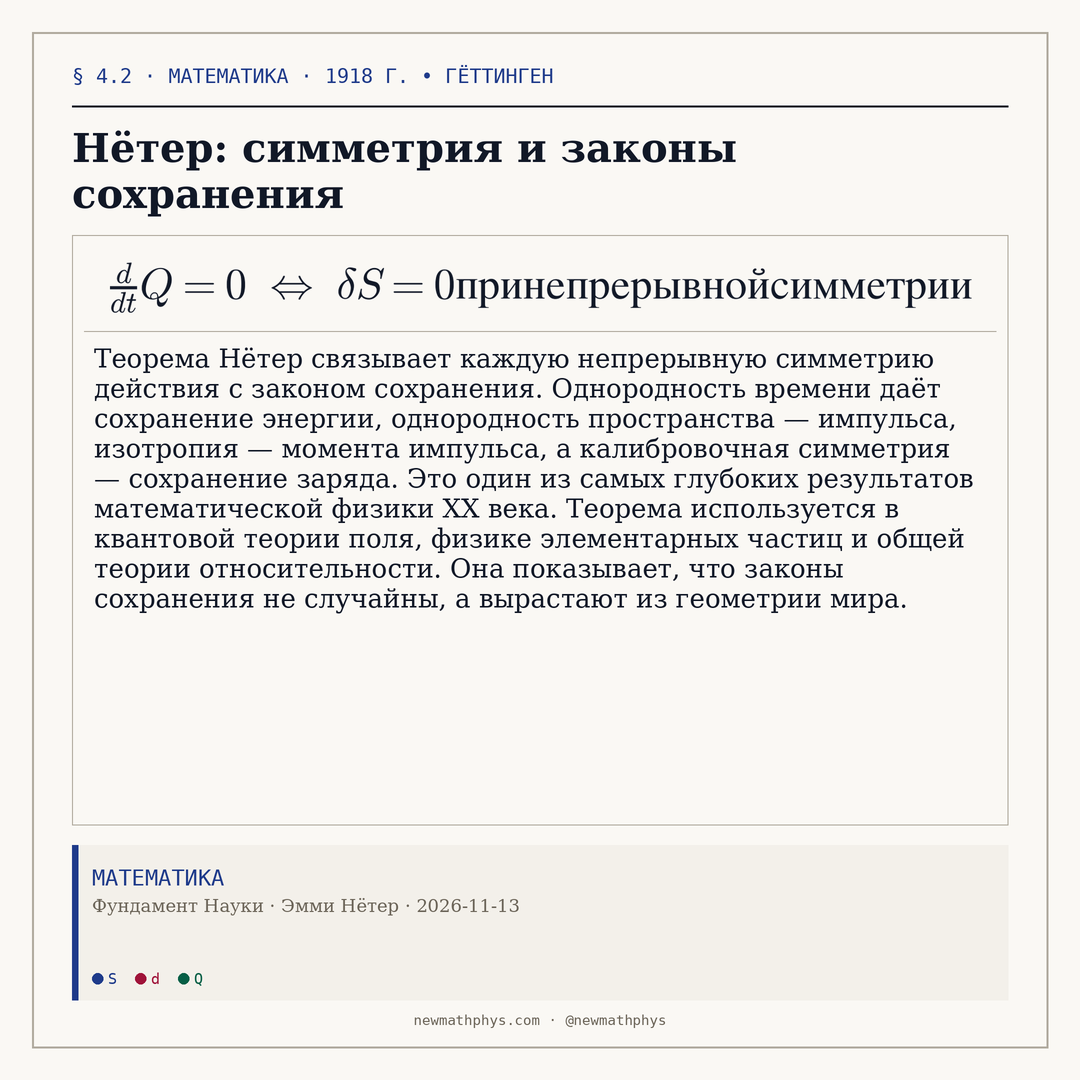 § 4.2 · МАТЕМАТИКА · 1918 Г. • ГЁТТИНГЕН
Нётер: симметрия и законы
сохранения
d/dt Q = 0 ⇔ δS = 0принепрерывнойсимметрии
Теорема Нётер связывает каждую непрерывную симметрию
действия с законом сохранения. Однородность времени даёт
сохранение энергии, однородность пространства — импульса,
изотропия — момента импульса, а калибровочная симметрия
— сохранение заряда. Это один из самых глубоких результатов
математической физики XX века. Теорема используется в
квантовой теории поля, физике элементарных частиц и общей
теории относительности. Она показывает, что законы
сохранения не случайны, а вырастают из геометрии мира.
МАТЕМАТИКА
Фундамент Науки · Эмми Нётер · 2026-11-13
S d Q
newmathphys.com · @newmathphys